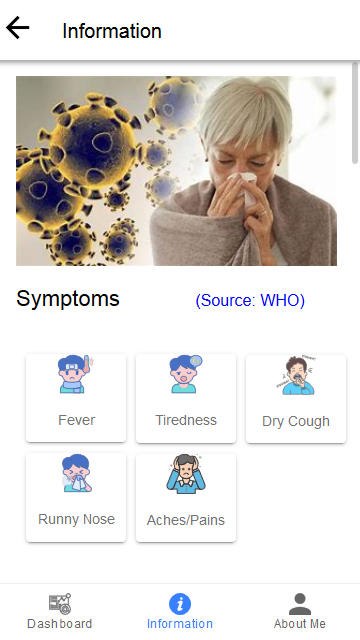 Information
Symptoms (Source: WHO)
Fever Tiredness Dry Cough
Runny Nose Aches/Pains
Dashboard Information About Me